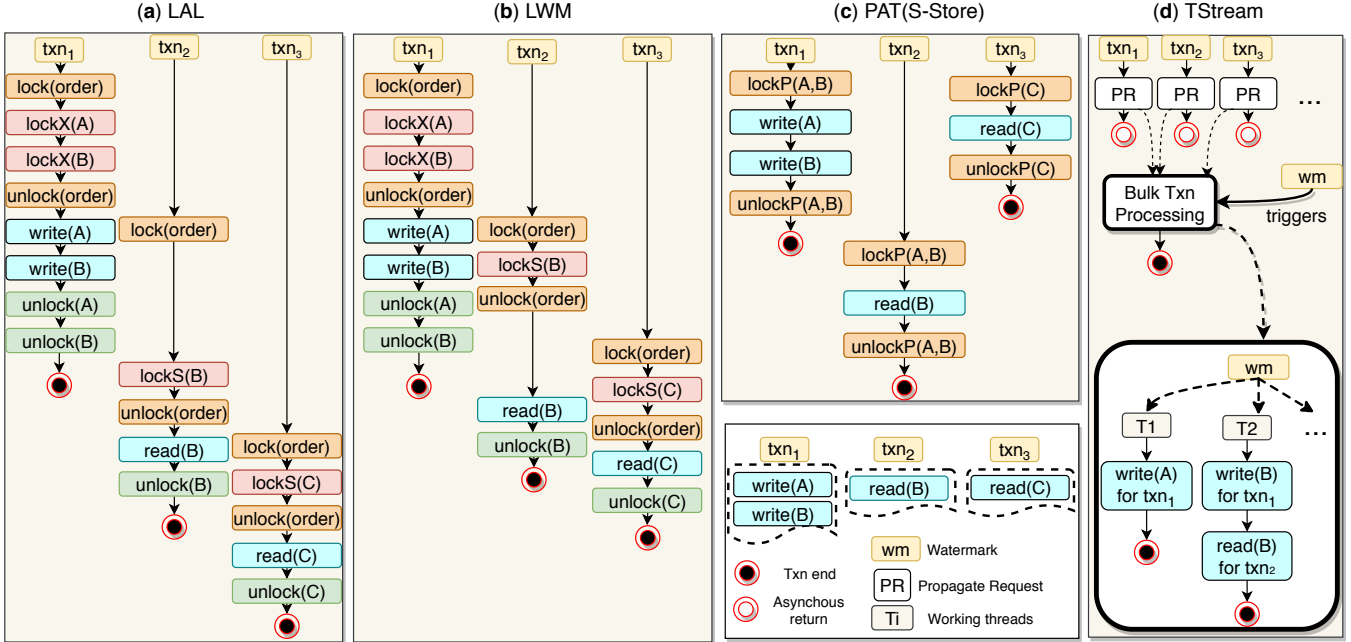 (a) LAL
txn1
txn2
txn3
lock(order)
lockX(A)
lockX(B)
unlock(order)
write(A)
write(B)
unlock(A)
unlock(B)
lock(order)
lockS(B)
unlock(order)
read(B)
unlock(B)
lock(order)
lockS(C)
unlock(order)
read(C)
unlock(C)
(b) LWM
txn1
txn2
txn3
lock(order)
lockX(A)
lockX(B)
unlock(order)
write(A)
write(B)
unlock(A)
unlock(B)
lock(order)
lockS(B)
unlock(order)
read(B)
unlock(B)
lock(order)
lockS(C)
unlock(order)
read(C)
unlock(C)
(c) PAT(S-Store)
txn1
txn2
txn3
lockP(A,B)
write(A)
write(B)
unlockP(A,B)
lockP(A,B)
read(B)
unlockP(A,B)
lockP(C)
read(C)
unlockP(C)
txn1
txn2
txn3
write(A)
write(B)
read(B)
read(C)
Txn end
Asynchous
return
wm
Watermark
PR
Propagate Request
Ti
Working threads
(d) TStream
txn1
txn2
txn3
PR
PR
PR
...
wm
triggers
Bulk Txn
Processing
wm
T1
T2
...
write(A)
for txn1
write(B)
for txn1
read(B)
for txn2